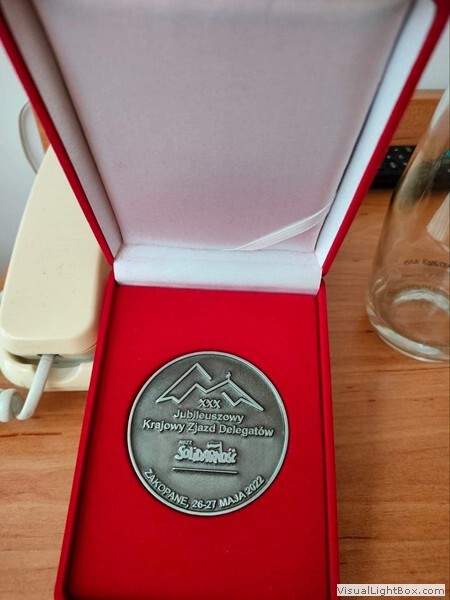 XXX
Jubileuszowy
Krajowy Zjazd Delegatów
NSZZ
SOLIDARNOŚĆ
ZAKOPANE, 26-27 MAJA 2022
VisualLightBox.com